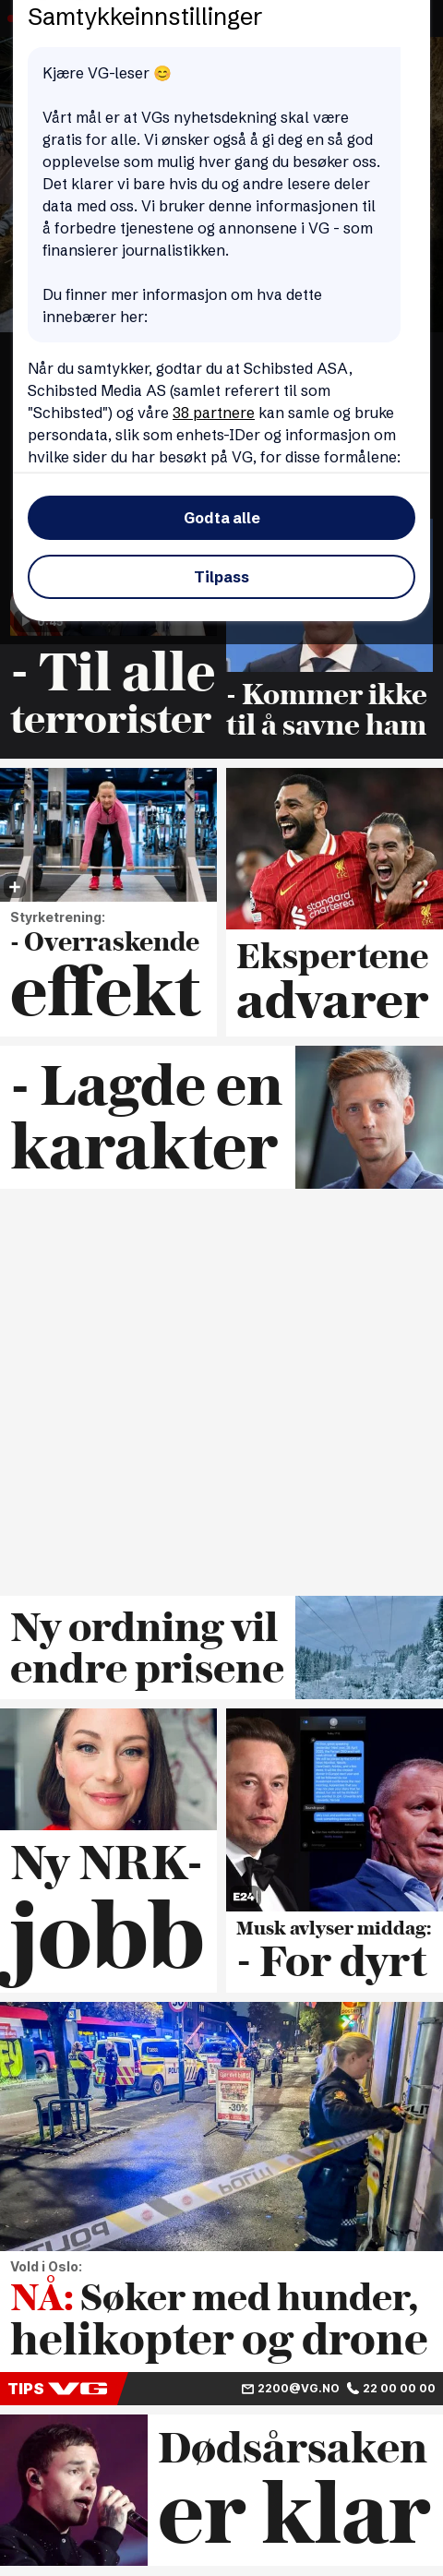 Samtykkeinnstillinger
Kjære VG-leser 😊
Vårt mål er at VGs nyhetsdekning skal være
gratis for alle. Vi ønsker også å gi deg en så god
opplevelse som mulig hver gang du besøker oss.
Det klarer vi bare hvis du og andre lesere deler
data med oss. Vi bruker denne informasjonen til
å forbedre tjenestene og annonsene i VG - som
finansierer journalistikken.
Du finner mer informasjon om hva dette
innebærer her:
Når du samtykker, godtar du at Schibsted ASA,
Schibsted Media AS (samlet referert til som
"Schibsted") og våre 38 partnere kan samle og bruke
persondata, slik som enhets-IDer og informasjon om
hvilke sider du har besøkt på VG, for disse formålene:
Godta alle
Tilpass
- Til alle
terrorister
- Kommer ikke
til å savne ham
Styrketrening:
- Overraskende
effekt
Standard
Chartered
Ekspertene
advarer
- Lagde en
karakter
Ny ordning vil
endre prisene
Ny NRK-
jobb
E24
Musk avlyser middag:
- For dyrt
-30%
POLITI
Vold i Oslo:
NÅ: Søker med hunder,
helikopter og drone
TIPS VG
2200@VG.NO 22 00 00 00
Dødsårsaken
er klar